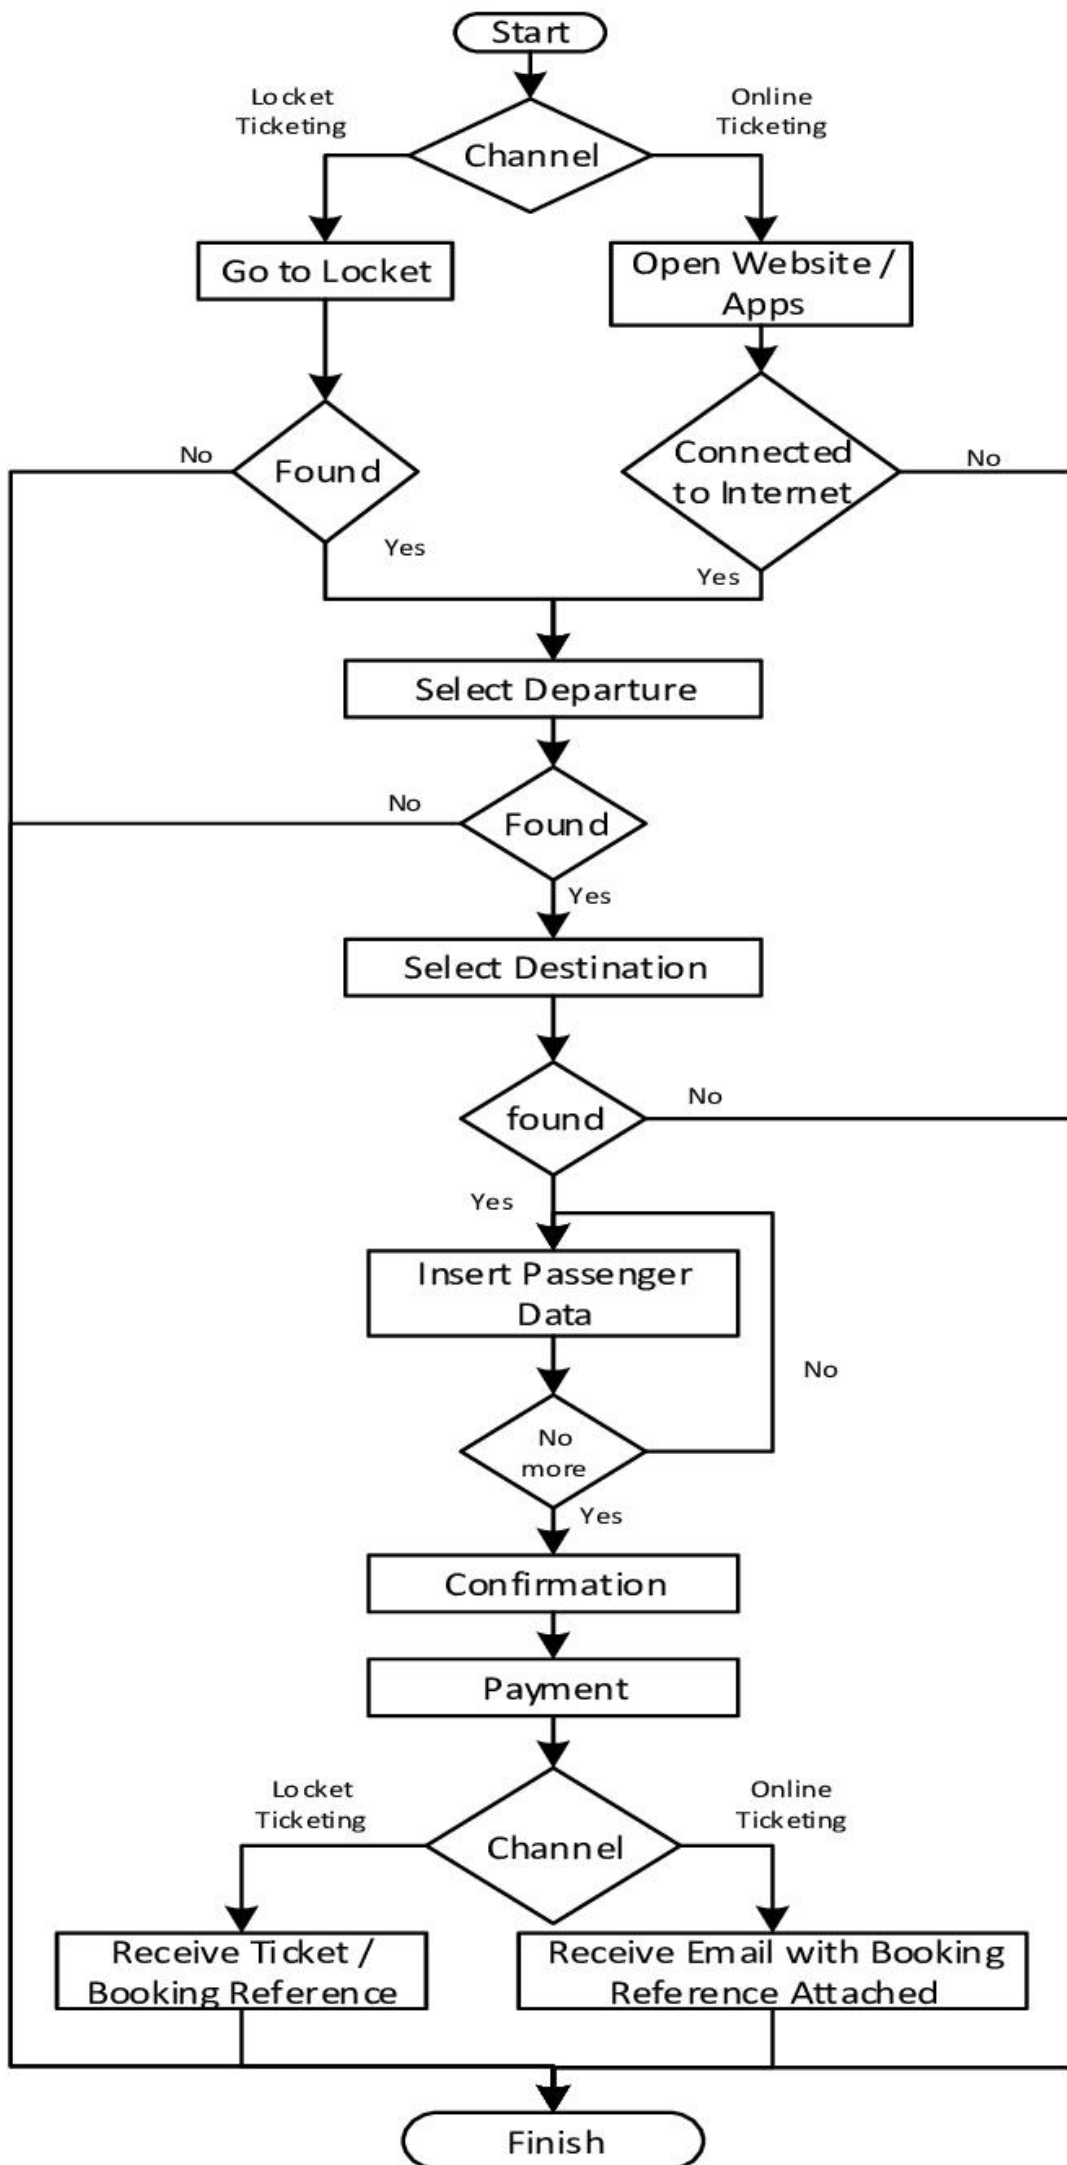 Start
Locket
Ticketing
Online
Ticketing
Channel
Go to Locket
Open Website /
Apps
No
Found
Yes
Connected
to Internet
No
Yes
Select Departure
No
Found
Yes
Select Destination
found
No
Yes
Insert Passenger
Data
No
No
more
Yes
Confirmation
Payment
Locket
Ticketing
Online
Ticketing
Channel
Receive Ticket /
Booking Reference
Receive Email with Booking
Reference Attached
Finish